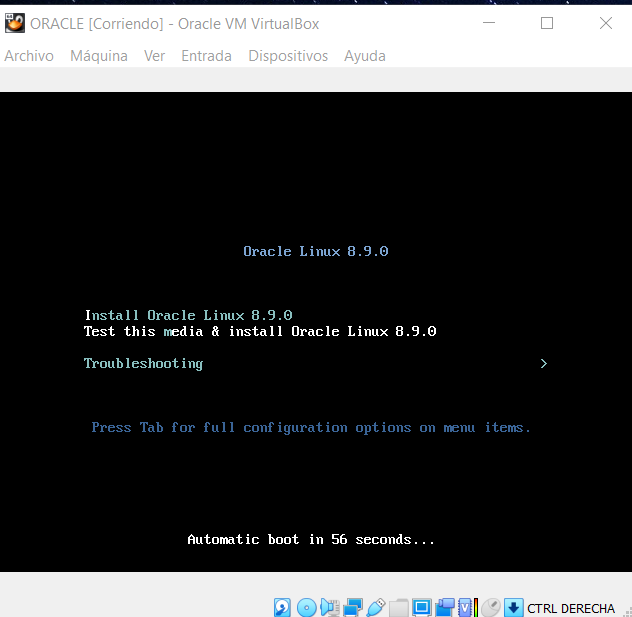 ORACLE [Corriendo] - Oracle VM VirtualBox
Archivo Máquina Ver Entrada Dispositivos Ayuda
Oracle Linux 8.9.0
Install Oracle Linux 8.9.0
Test this media & install Oracle Linux 8.9.0
Troubleshooting >
Press Tab for full configuration options on menu items.
Automatic boot in 56 seconds...
CTRL DERECHA